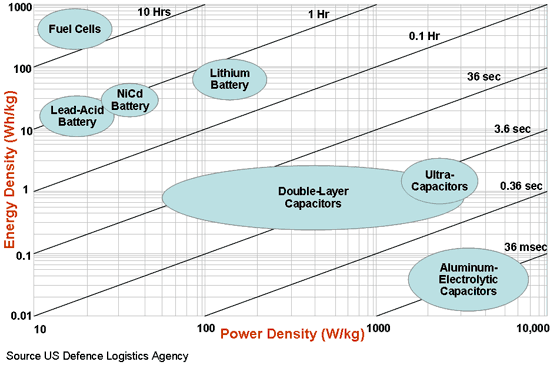 1000
100
10
1
0.1
0.01
Energy Density (Wh/kg)
10 Hrs
1 Hr
0.1 Hr
36 sec
3.6 sec
0.36 sec
36 msec
Fuel Cells
Lead-Acid
Battery
NiCd
Battery
Lithium
Battery
Double-Layer
Capacitors
Ultra-
Capacitors
Aluminum-
Electrolytic
Capacitors
10
100
1000
10,000
Power Density (W/kg)
Source US Defence Logistics Agency